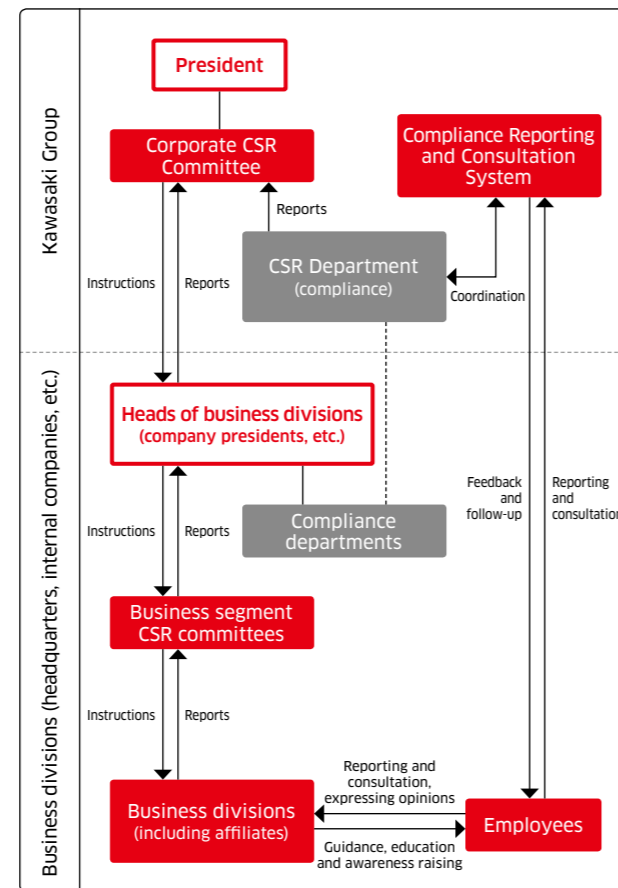 Kawasaki Group
President
Corporate CSR
Committee
Compliance Reporting
and Consultation
System
Reports
CSR Department
(compliance)
Instructions
Reports
Coordination
Business divisions (headquarters, internal companies, etc.)
Heads of business divisions
(company presidents, etc.)
Feedback
and
follow-up
Reporting
and
consultation
Instructions
Reports
Compliance
departments
Business segment
CSR committees
Instructions
Reports
Reporting and
consultation,
expressing opinions
Business divisions
(including affiliates)
Employees
Guidance, education
and awareness raising